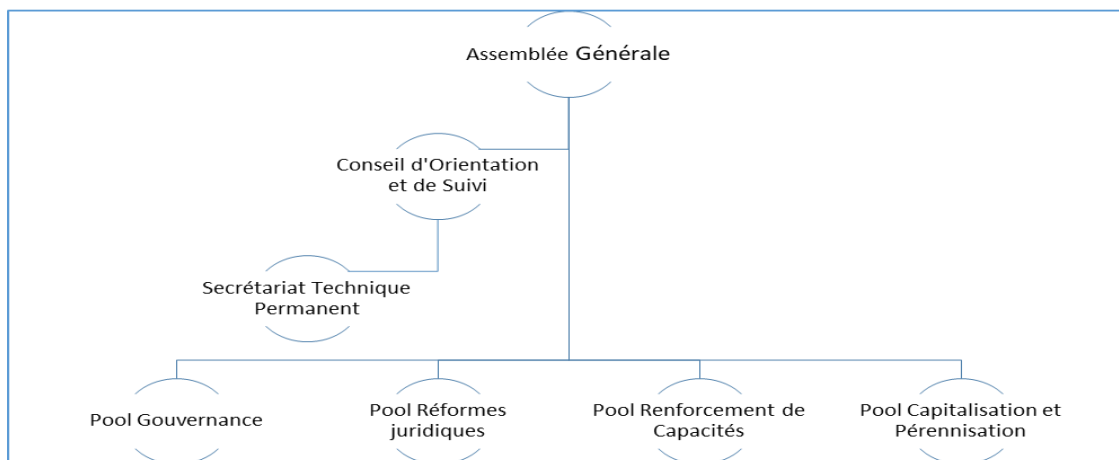 Assemblée Générale
Conseil d'Orientation
et de Suivi
Secrétariat Technique
Permanent
Pool Gouvernance
Pool Réformes
juridiques
Pool Renforcement de
Capacités
Pool Capitalisation et
Pérennisation